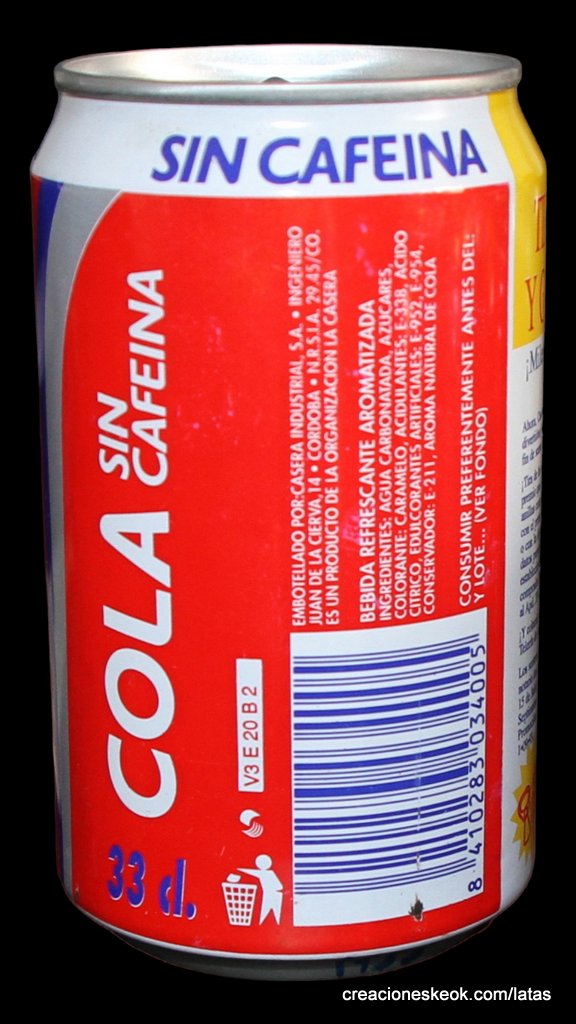 SIN CAFEINA
COLA
SIN
CAFEINA
33 cl.
V3 E 20 B 2
EMBOTELLADO POR:CASERA INDUSTRIAL, S.A. • INGENIERO
JUAN DE LA CIERVA,14 • CORDOBA • N.R.S.I.A. 29.45/CO.
ES UN PRODUCTO DE LA ORGANIZACION LA CASERA
BEBIDA REFRESCANTE AROMATIZADA
INGREDIENTES: AGUA CARBONATADA, AZUCARES,
COLORANTE: CARAMELO, ACIDULANTES: E-338, ACIDO
CITRICO, EDULCORANTES ARTIFICIALES: E-952, E-954,
CONSERVADOR: E-211, AROMA NATURAL DE COLA
CONSUMIR PREFERENTEMENTE ANTES DEL:
Y LOTE... (VER FONDO)
8 410283 034005
creacioneskeok.com/latas